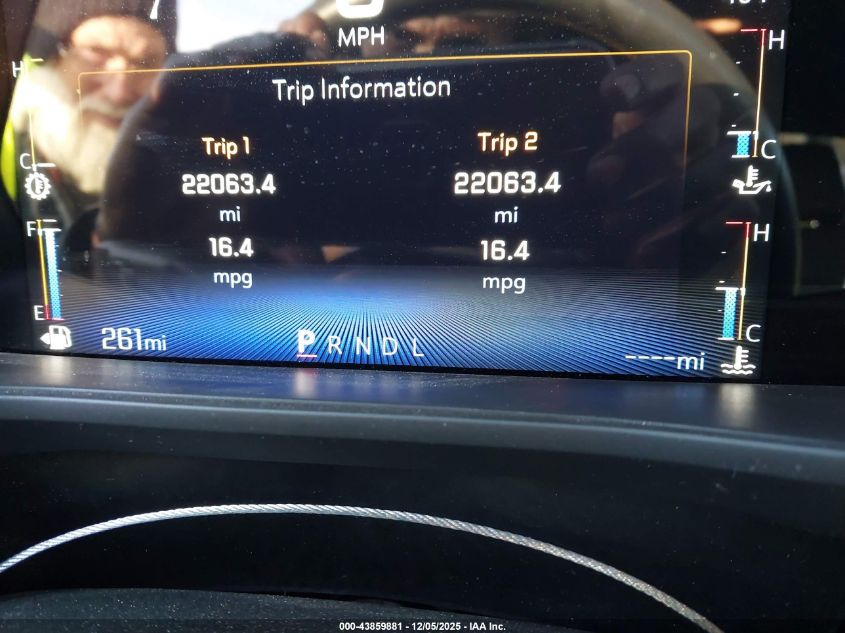 MPH
H
H
Trip Information
Trip 1 Trip 2
22063.4 22063.4
mi mi
C C
16.4 16.4
mpg mpg
F H
E C
261mi P R N D L ----mi
000-43859881 - 12/05/2025 - IAA Inc.